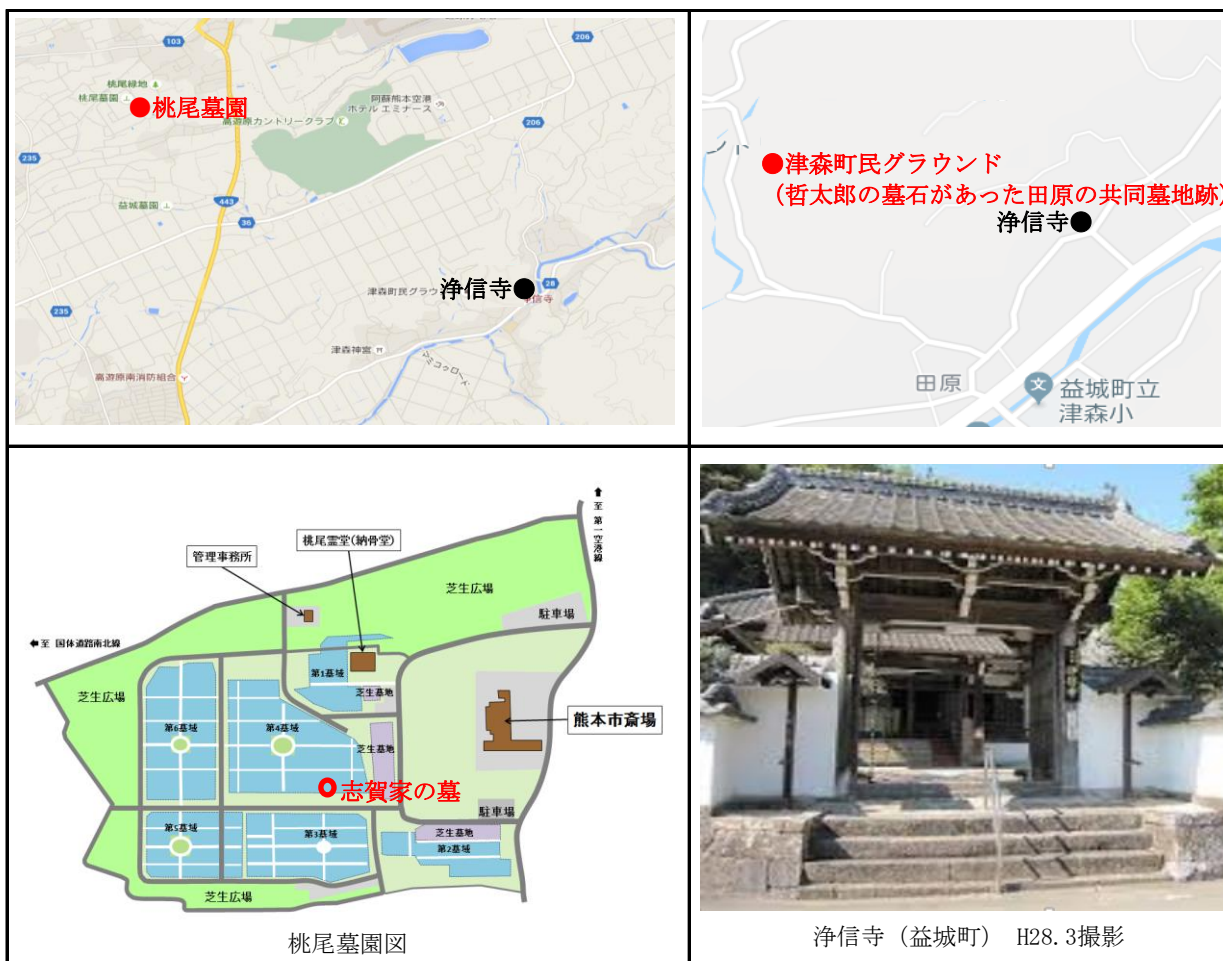 103
206
桃尾緑地
桃尾墓園
●桃尾墓園
阿蘇熊本空港
ホテル エミナース
高遊原カントリークラブ
206
235
益城墓園
443
36
津森町民グラウ
浄信寺●
28
浄信寺
235
津森神宮
高遊原南消防組合
●津森町民グラウンド
(哲太郎の墓石があった田原の共同墓地跡)
浄信寺●
田原
文
益城町立
津森小
至 第一空港線
桃尾霊堂(納骨堂)
管理事務所
芝生広場
駐車場
至 国体道路南北線
第1基域
芝生広場
芝生墓地
熊本市斎場
第6基域
第4基域
芝生墓地
志賀家の墓
駐車場
第5基域
第3基域
芝生墓地
第2基域
芝生広場
桃尾墓園図
浄信寺（益城町） H28.3撮影